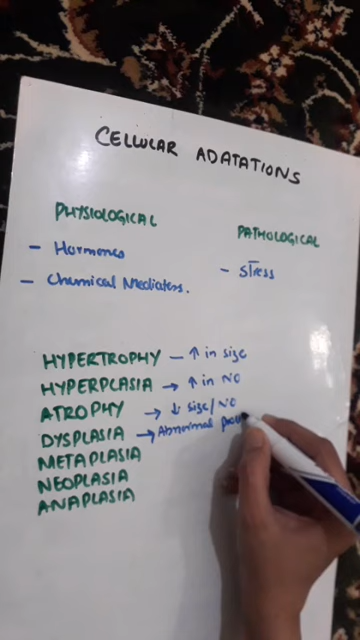 CELLULAR ADATATIONS
PHYSIOLOGICAL
- Hormones
- Chemical Mediators.
PATHOLOGICAL
- Stress
HYPERTROPHY - ↑ in size
HYPERPLASIA → ↑ in NO
ATROPHY → ↓ size/NO
DYSPLASIA → Abnormal
METAPLASIA
NEOPLASIA
ANAPLASIA